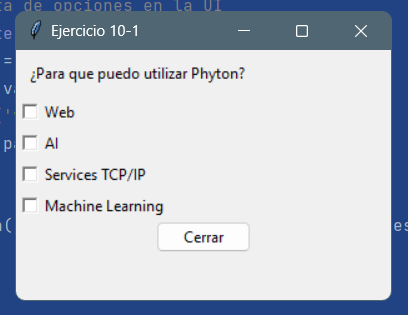 ta de opciones en la UI
Ejercicio 10-1
¿Para que puedo utilizar Phyton?
Web
AI
Services TCP/IP
Machine Learning
Cerrar